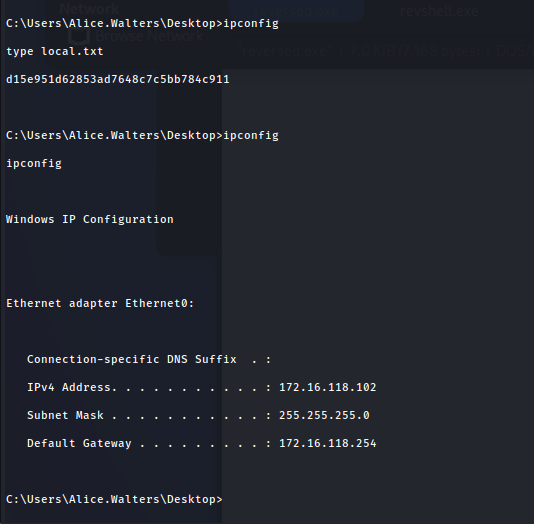 Network
revshell.exe
Browse Network
C:\Users\Alice.Walters\Desktop>ipconfig
type local.txt
d15e951d62853ad7648c7c5bb784c911
C:\Users\Alice.Walters\Desktop>ipconfig
ipconfig
Windows IP Configuration
Ethernet adapter Ethernet0:
Connection-specific DNS Suffix  . :
IPv4 Address. . . . . . . . . . . : 172.16.118.102
Subnet Mask . . . . . . . . . . . : 255.255.255.0
Default Gateway . . . . . . . . . : 172.16.118.254
C:\Users\Alice.Walters\Desktop>